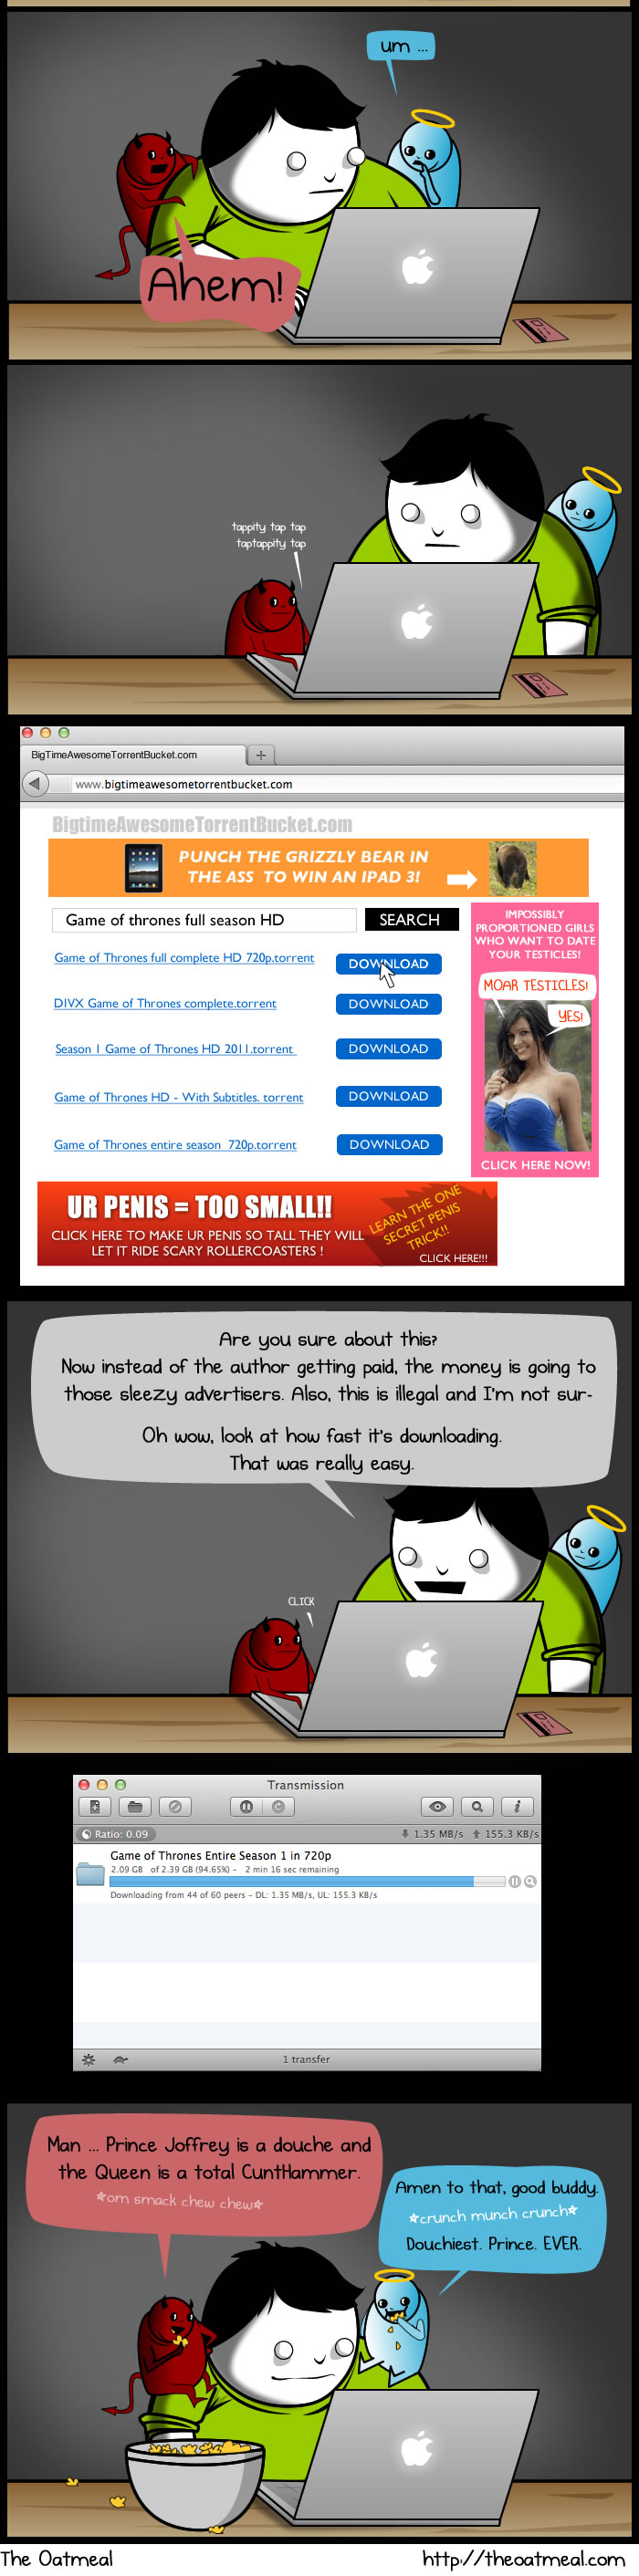 um ...
Ahem!
tappity tap tap
taptappity tap
BigTimeAwesomeTorrentBucket.com
www.bigtimeawesometorrentbucket.com
BigtimeAwesomeTorrentBucket.com
PUNCH THE GRIZZLY BEAR IN
THE ASS TO WIN AN IPAD 3!
Game of thrones full season HD
SEARCH
Game of Thrones full complete HD 720p.torrent
DOWNLOAD
DIVX Game of Thrones complete.torrent
DOWNLOAD
Season 1 Game of Thrones HD 2011.torrent
DOWNLOAD
Game of Thrones HD - With Subtitles. torrent
DOWNLOAD
Game of Thrones entire season 720p.torrent
DOWNLOAD
IMPOSSIBLY
PROPORTIONED GIRLS
WHO WANT TO DATE
YOUR TESTICLES!
MOAR TESTICLES!
YES!
CLICK HERE NOW!
UR PENIS = TOO SMALL!!
CLICK HERE TO MAKE UR PENIS SO TALL THEY WILL
LET IT RIDE SCARY ROLLERCOASTERS !
LEARN THE ONE
SECRET PENIS
TRICK!!
CLICK HERE!!!
Are you sure about this?
Now instead of the author getting paid, the money is going to
those sleezy advertisers. Also, this is illegal and I'm not sur-
Oh wow, look at how fast it's downloading.
That was really easy.
CLICK
Transmission
Ratio: 0.09
1.35 MB/s
155.3 KB/s
Game of Thrones Entire Season 1 in 720p
2.09 GB of 2.39 GB (94.65%) - 2 min 16 sec remaining
Downloading from 44 of 60 peers - DL: 1.35 MB/s, UL: 155.3 KB/s
1 transfer
Man ... Prince Joffrey is a douche and
the Queen is a total CuntHammer.
*om smack chew chew*
Amen to that, good buddy.
*crunch munch crunch*
Douchiest. Prince. EVER.
The Oatmeal
http://theoatmeal.com